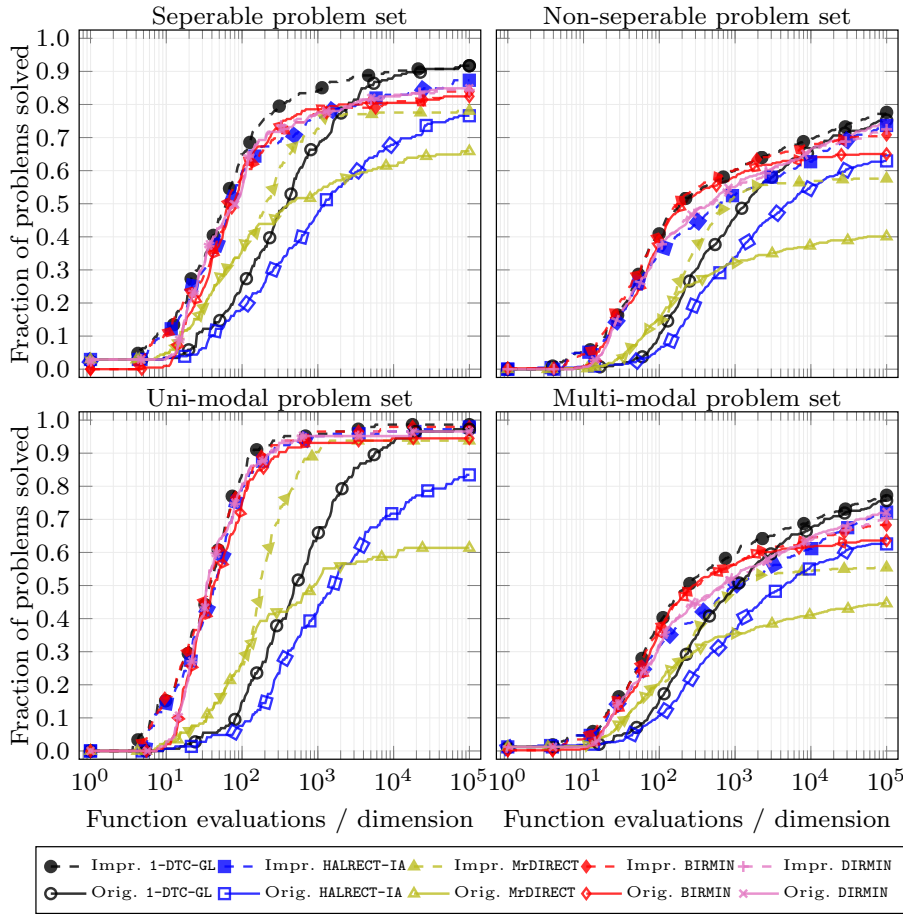 Seperable problem set
Non-seperable problem set
Fraction of problems solved
1.0
0.9
0.8
0.7
0.6
0.5
0.4
0.3
0.2
0.1
0.0
Uni-modal problem set
Multi-modal problem set
Fraction of problems solved
1.0
0.9
0.8
0.7
0.6
0.5
0.4
0.3
0.2
0.1
0.0
10^0 10^1 10^2 10^3 10^4 10^5
10^0 10^1 10^2 10^3 10^4 10^5
Function evaluations / dimension
Function evaluations / dimension
Impr. 1-DTC-GL Impr. HALRECT-IA Impr. MrDIRECT Impr. BIRMIN Impr. DIRMIN
Orig. 1-DTC-GL Orig. HALRECT-IA Orig. MrDIRECT Orig. BIRMIN Orig. DIRMIN